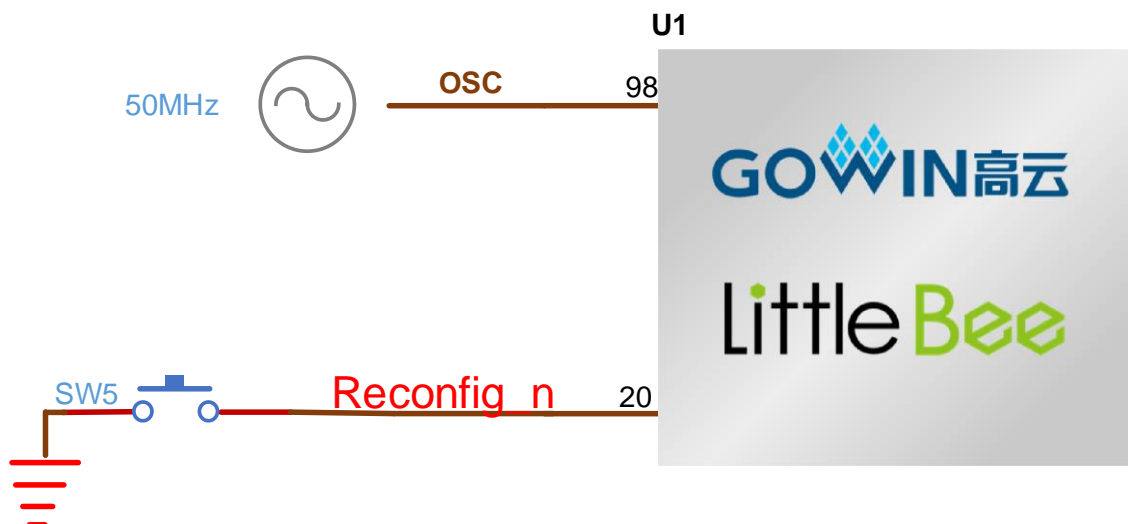 U1
50MHz
OSC
98
GOWIN高云
LittleBee
SW5
Reconfig_n
20